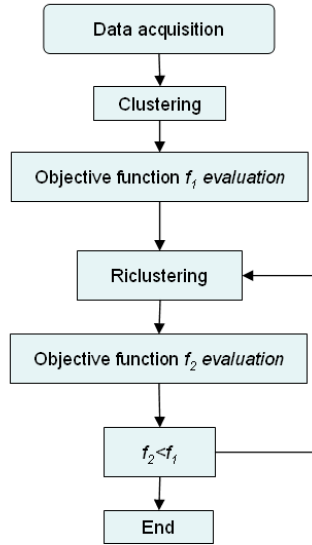 Data acquisition
Clustering
Objective function f1 evaluation
Riclustering
Objective function f2 evaluation
f2<f1
End